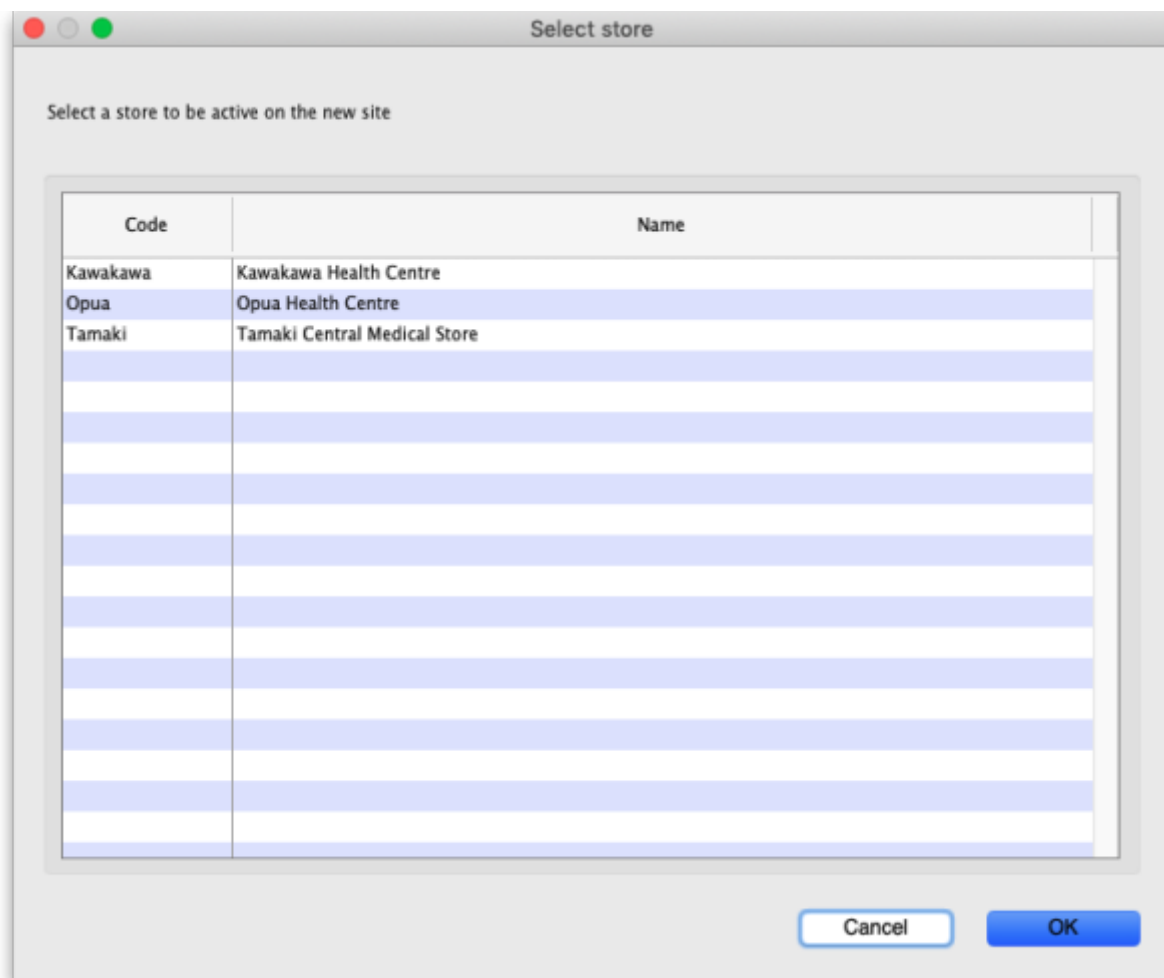 Select store
Select a store to be active on the new site
Code Name
Kawakawa Kawakawa Health Centre
Opua Opua Health Centre
Tamaki Tamaki Central Medical Store
Cancel OK